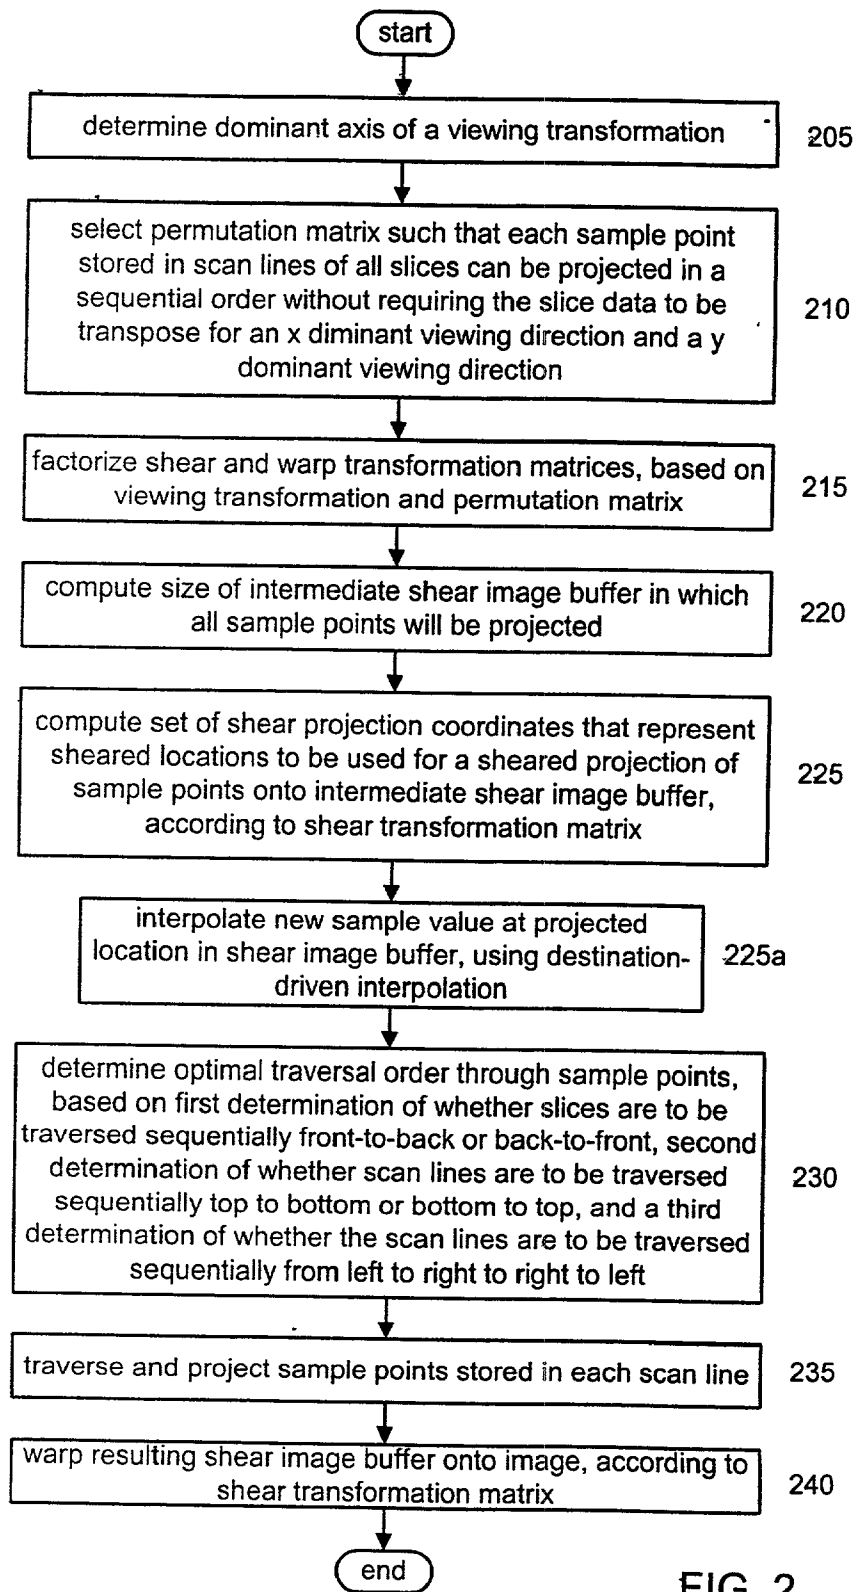 start
determine dominant axis of a viewing transformation
205
select permutation matrix such that each sample point
stored in scan lines of all slices can be projected in a
sequential order without requiring the slice data to be
transpose for an x diminant viewing direction and a y
dominant viewing direction
210
factorize shear and warp transformation matrices, based on
viewing transformation and permutation matrix
215
compute size of intermediate shear image buffer in which
all sample points will be projected
220
compute set of shear projection coordinates that represent
sheared locations to be used for a sheared projection of
sample points onto intermediate shear image buffer,
according to shear transformation matrix
225
interpolate new sample value at projected
location in shear image buffer, using destination-
driven interpolation
225a
determine optimal traversal order through sample points,
based on first determination of whether slices are to be
traversed sequentially front-to-back or back-to-front, second
determination of whether scan lines are to be traversed
sequentially top to bottom or bottom to top, and a third
determination of whether the scan lines are to be traversed
sequentially from left to right to right to left
230
traverse and project sample points stored in each scan line
235
warp resulting shear image buffer onto image, according to
shear transformation matrix
240
end
FIG. 2